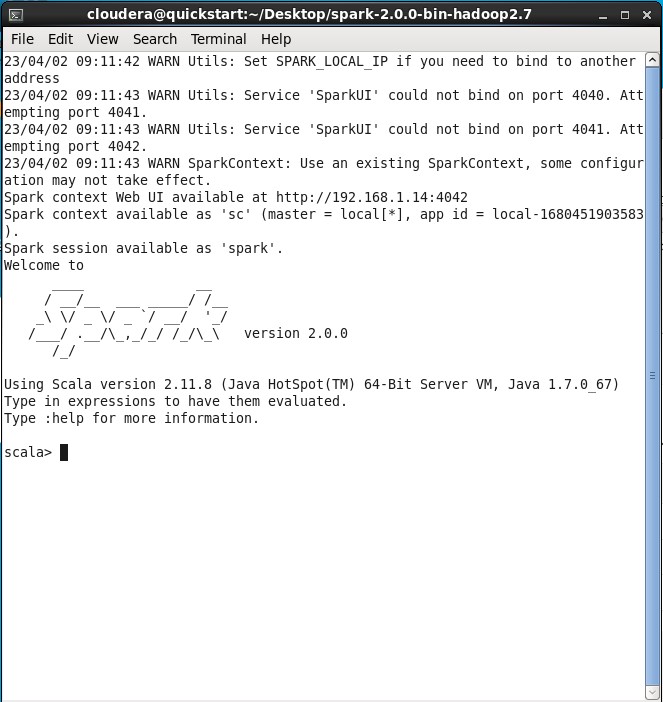 cloudera@quickstart:~/Desktop/spark-2.0.0-bin-hadoop2.7
File Edit View Search Terminal Help
23/04/02 09:11:42 WARN Utils: Set SPARK_LOCAL_IP if you need to bind to another
address
23/04/02 09:11:43 WARN Utils: Service 'SparkUI' could not bind on port 4040. Att
empting port 4041.
23/04/02 09:11:43 WARN Utils: Service 'SparkUI' could not bind on port 4041. Att
empting port 4042.
23/04/02 09:11:43 WARN SparkContext: Use an existing SparkContext, some configur
ation may not take effect.
Spark context Web UI available at http://192.168.1.14:4042
Spark context available as 'sc' (master = local[*], app id = local-1680451903583
).
Spark session available as 'spark'.
Welcome to
      ____              __
     / __/__  ___ _____/ /__
    _\ \/ _ \/ _ `/ __/  '_/
   /___/ .__/\_,_/_/ /_/\_\   version 2.0.0
      /_/
Using Scala version 2.11.8 (Java HotSpot(TM) 64-Bit Server VM, Java 1.7.0_67)
Type in expressions to have them evaluated.
Type :help for more information.
scala>